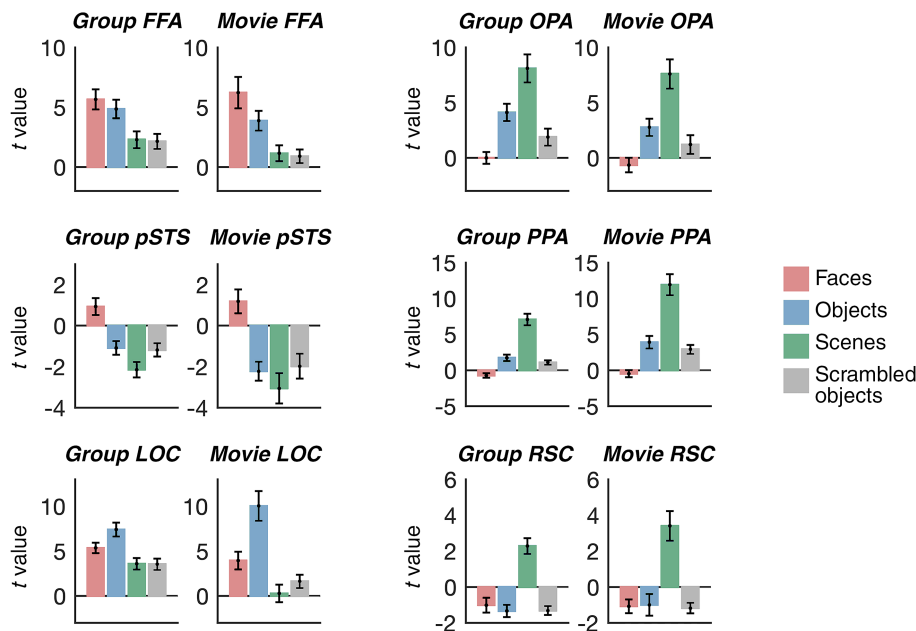 Group FFA
Movie FFA
Group OPA
Movie OPA
t value
10
5
0
10
5
0
t value
10
5
0
10
5
0
Group pSTS
Movie pSTS
Group PPA
Movie PPA
t value
2
0
-2
-4
2
0
-2
-4
t value
15
10
5
0
-5
15
10
5
0
-5
Faces
Objects
Scenes
Scrambled
objects
Group LOC
Movie LOC
Group RSC
Movie RSC
t value
10
5
0
10
5
0
t value
6
4
2
0
-2
6
4
2
0
-2